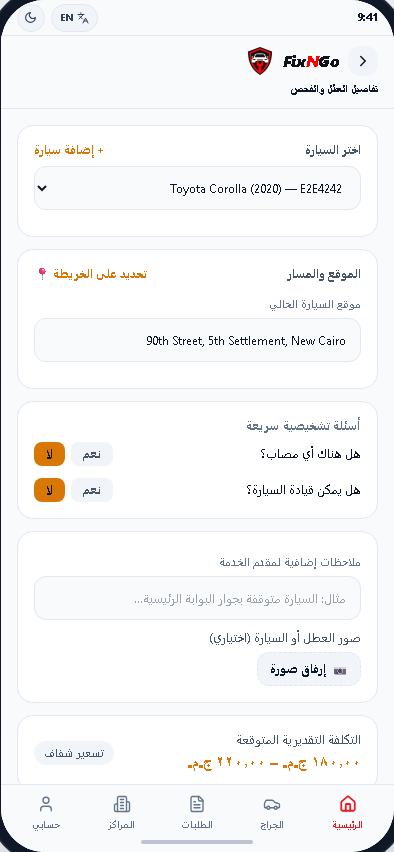 9:41
EN
FixNGo
تفاصيل العطل والفحص
اختر السيارة
+ إضافة سيارة
Toyota Corolla (2020) — E2E4242
الموقع والمسار
تحديد على الخريطة
موقع السيارة الحالي
90th Street, 5th Settlement, New Cairo
أسئلة تشخيصية سريعة
هل هناك أي مصاب؟
نعم
لا
هل يمكن قيادة السيارة؟
نعم
لا
ملاحظات إضافية لمقدم الخدمة
مثال: السيارة متوقفة بجوار البوابة الرئيسية...
صور العطل أو السيارة (اختياري)
إرفاق صورة
التكلفة التقديرية المتوقعة
١٨٠٫٠٠ ج.م.‏ – ٢٢٠٫٠٠ ج.م.‏
تسعير شفاف
الرئيسية
الجراج
الطلبات
المراكز
حسابي